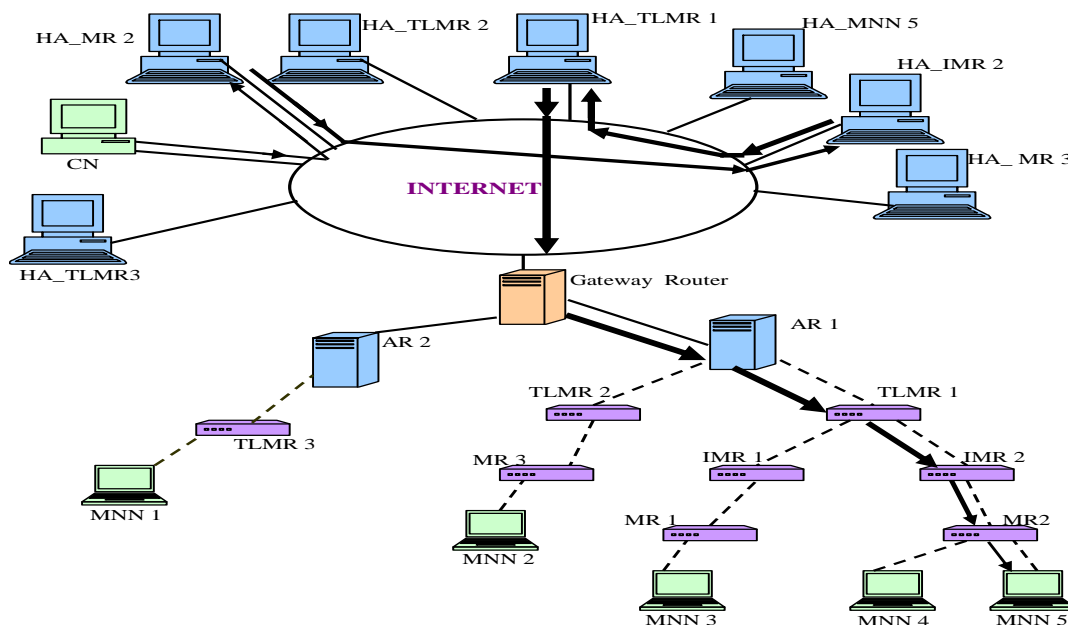 HA_MR 2
HA_TLMR 2
HA_TLMR 1
HA_MNN 5
HA_IMR 2
CN
HA_ MR 3
INTERNET
HA_TLMR3
Gateway Router
AR 2
AR 1
TLMR 2
TLMR 1
TLMR 3
MR 3
IMR 1
IMR 2
MNN 1
MR 1
MR2
MNN 2
MNN 3
MNN 4
MNN 5